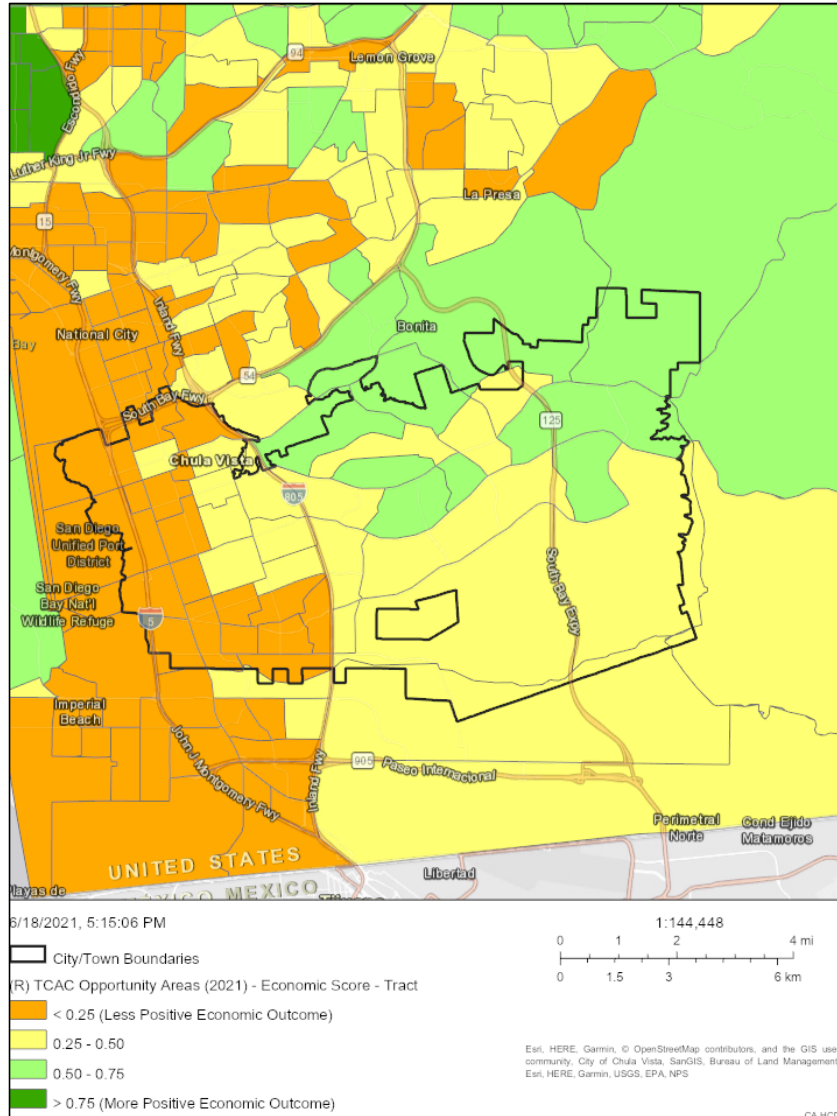 94
Lemon Grove
Escondido Fwy
Luther King Jr Fwy
La Presa
15
Montgomery Fwy
Inland Fwy
Bonita
National City
Bay
54
South Bay Fwy
125
Chula Vista
805
San Diego
Unified Port
District
South Bay Expy
San Diego
Bay Nat'l
Wildlife Refuge
5
Imperial
Beach
John J Montgomery Fwy
Inland Fwy
905
Paseo Internacional
Perimetral
Norte
Cond Ejido
Matamoros
UNITED STATES
MEXICO
Libertad
Playas de
6/18/2021, 5:15:06 PM
1:144,448
0 1 2 4 mi
0 1.5 3 6 km
City/Town Boundaries
(R) TCAC Opportunity Areas (2021) - Economic Score - Tract
< 0.25 (Less Positive Economic Outcome)
0.25 - 0.50
0.50 - 0.75
> 0.75 (More Positive Economic Outcome)
Esri, HERE, Garmin, © OpenStreetMap contributors, and the GIS use
community, City of Chula Vista, SanGIS, Bureau of Land Management
Esri, HERE, Garmin, USGS, EPA, NPS